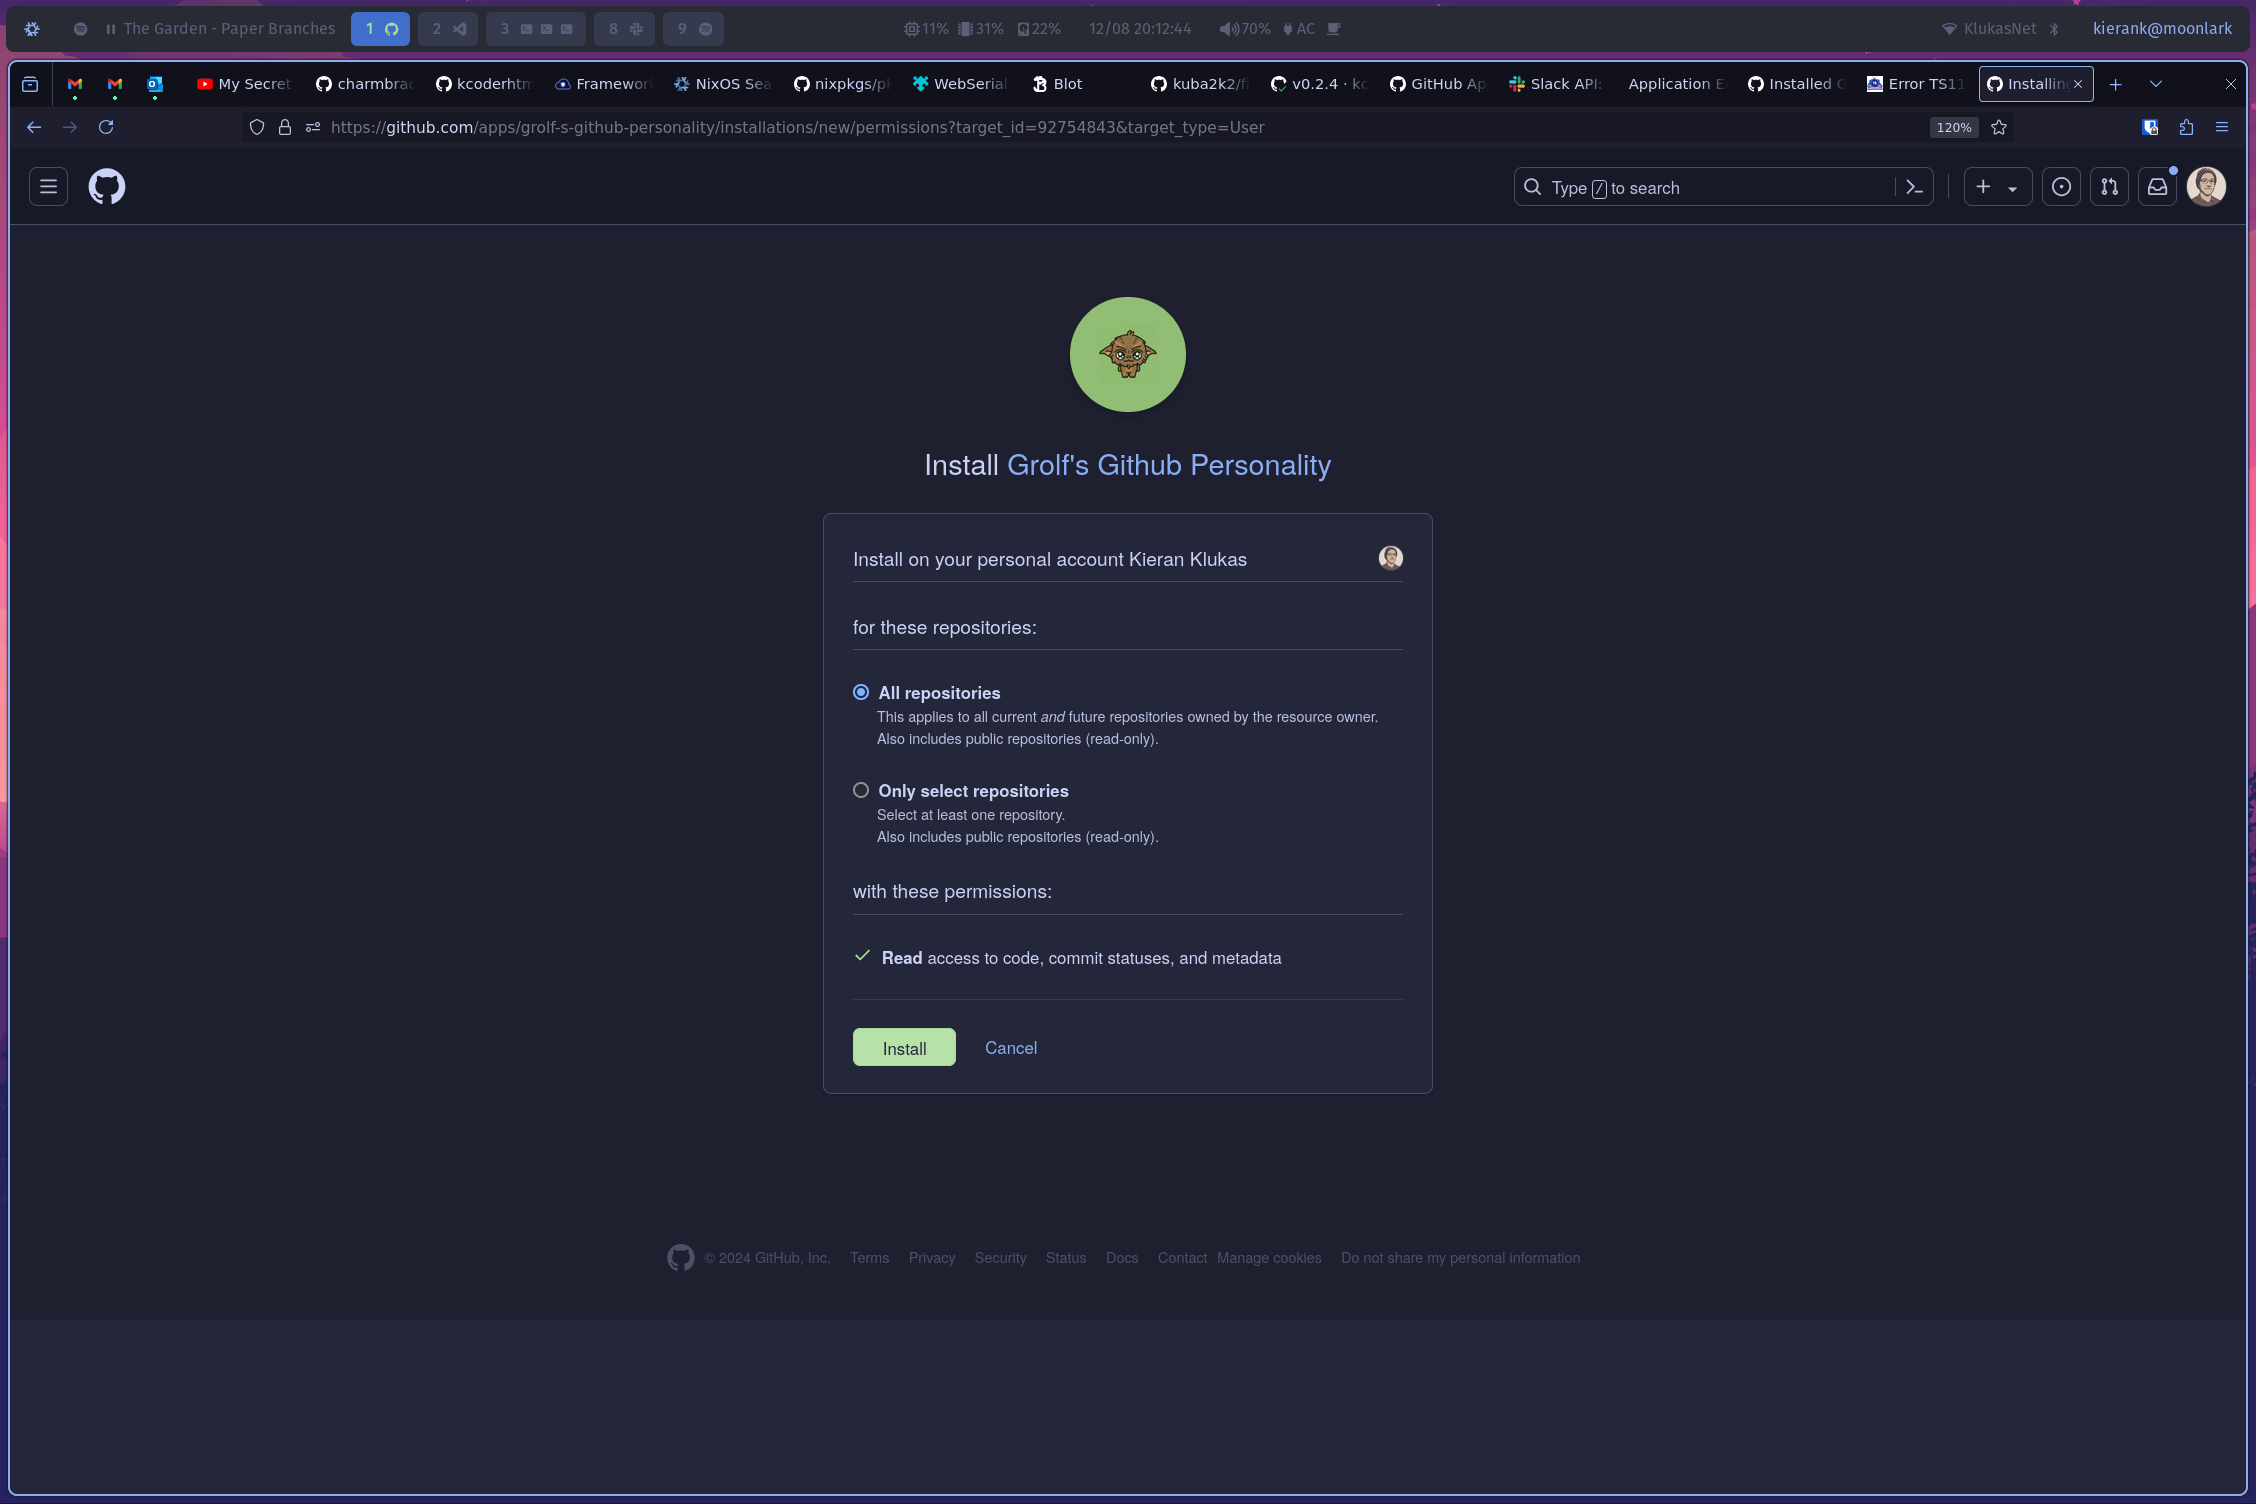 The Garden - Paper Branches 1 2 3 8 9 11% 31% 22% 12/08 20:12:44 70% AC KlukasNet kierank@moonlark
My Secret charmbrac kcoderhtm Framewor NixOS Sea nixpkgs/pk WebSerial Blot kuba2k2/f v0.2.4 · kc GitHub Ap Slack API: Application E Installed G Error TS11 Installing
https://github.com/apps/grolf-s-github-personality/installations/new/permissions?target_id=92754843&target_type=User 120%
Type / to search
Install Grolf's Github Personality
Install on your personal account Kieran Klukas
for these repositories:
All repositories
This applies to all current and future repositories owned by the resource owner.
Also includes public repositories (read-only).
Only select repositories
Select at least one repository.
Also includes public repositories (read-only).
with these permissions:
Read access to code, commit statuses, and metadata
Install Cancel
© 2024 GitHub, Inc. Terms Privacy Security Status Docs Contact Manage cookies Do not share my personal information